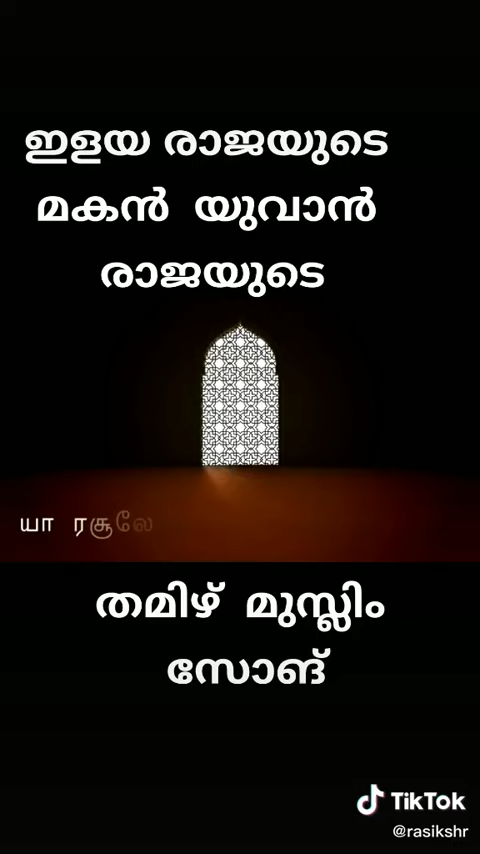 ഇളയ രാജയുടെ
മകൻ യുവാൻ
രാജയുടെ
யா ரசூலே
തമിഴ് മുസ്ലിം
സോങ്
TikTok
@rasikshr